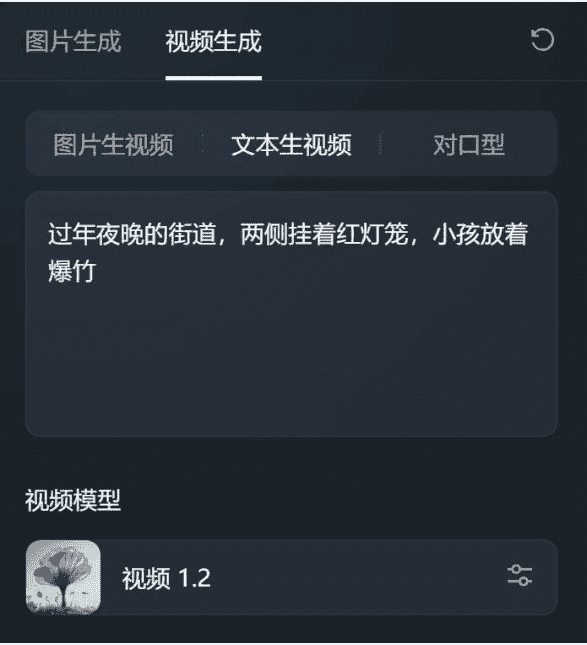 图片生成
视频生成
图片生视频
文本生视频
对口型
过年夜晚的街道，两侧挂着红灯笼，小孩放着
爆竹
视频模型
视频 1.2